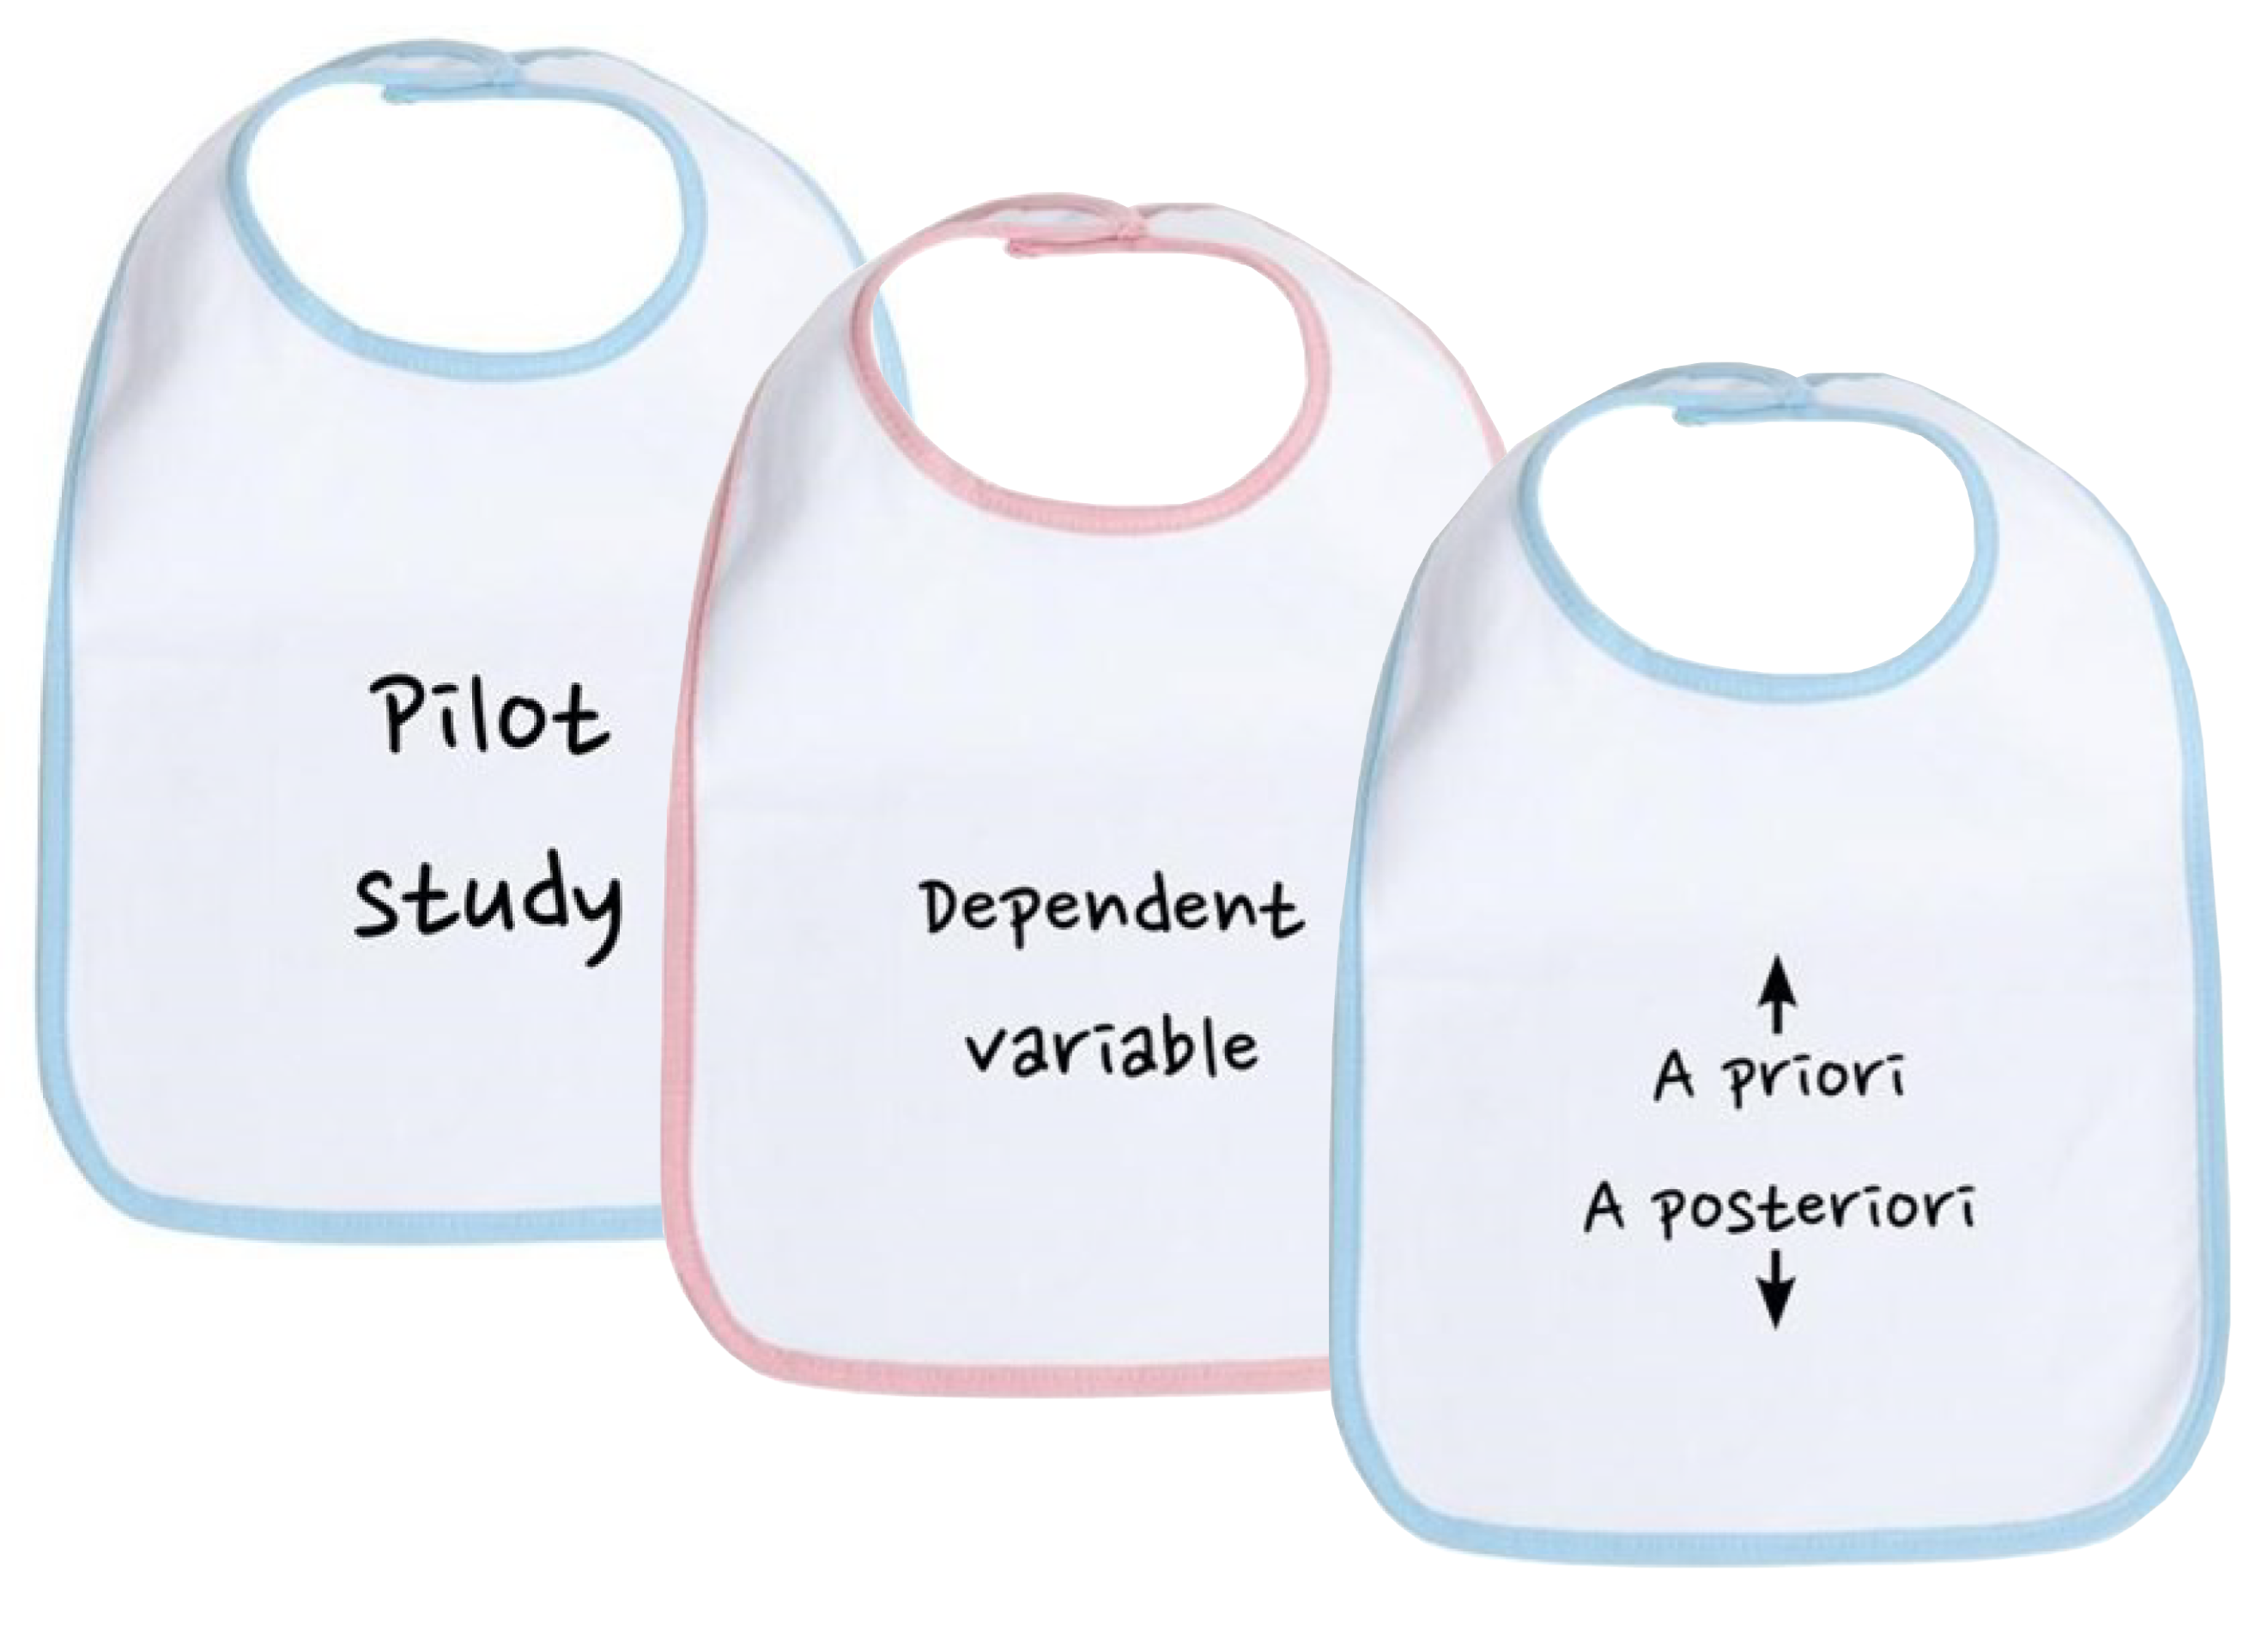 Pilot
study
Dependent
variable
A priori
A posteriori